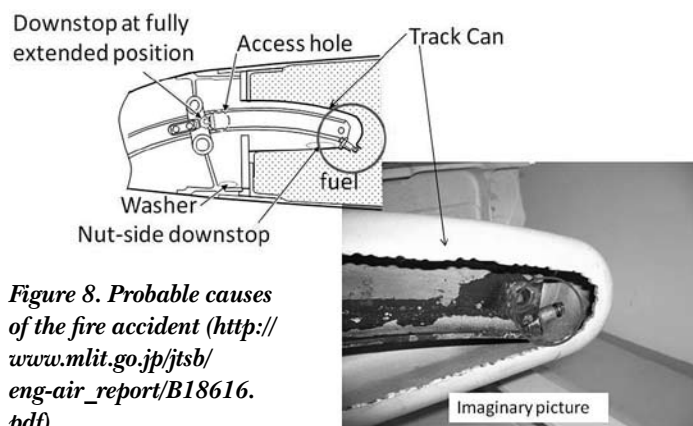 Downstop at fully
extended position
Access hole
Track Can
fuel
Washer
Nut-side downstop
Figure 8. Probable causes
of the fire accident (http://
www.mlit.go.jp/jtsb/
eng-air_report/B18616.
pdf)
Imaginary picture